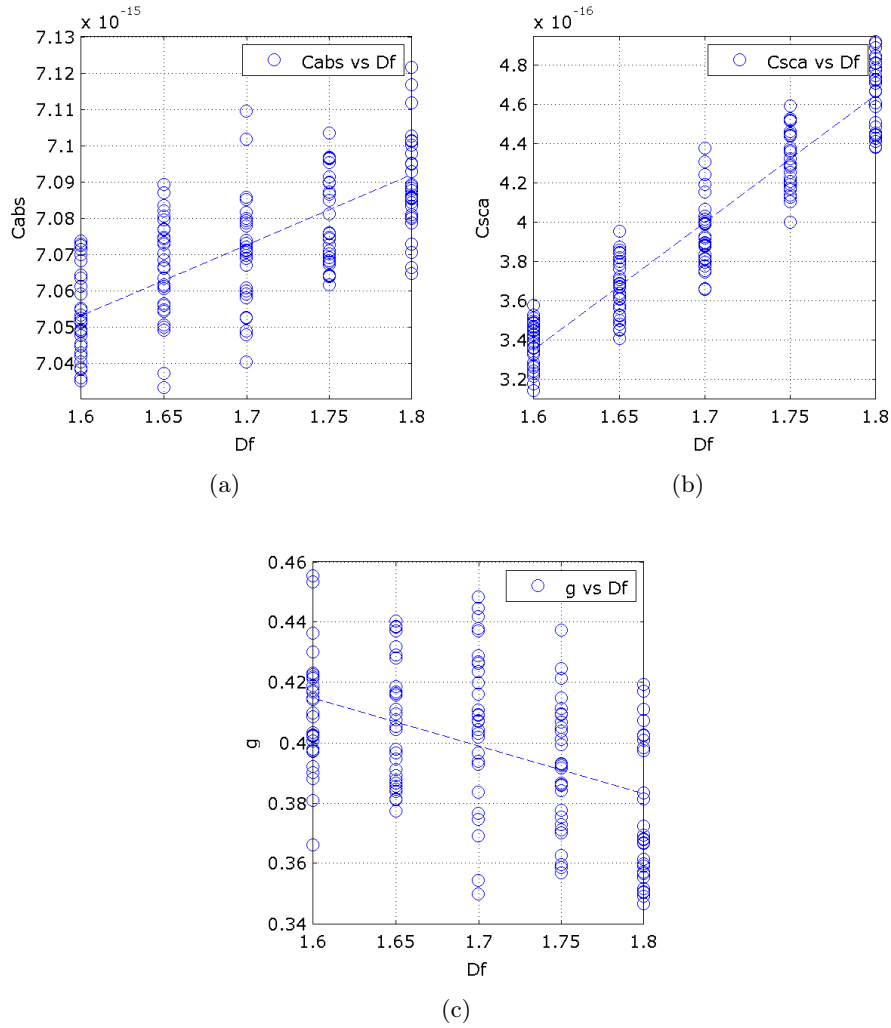 x 10^-15
7.13
7.12
7.11
7.1
7.09
7.08
7.07
7.06
7.05
7.04
Cabs
Cabs vs Df
1.6 1.65 1.7 1.75 1.8
Df
(a)
x 10^-16
4.8
4.6
4.4
4.2
4
3.8
3.6
3.4
3.2
Csca
Csca vs Df
1.6 1.65 1.7 1.75 1.8
Df
(b)
0.46
0.44
0.42
0.4
0.38
0.36
0.34
g
g vs Df
1.6 1.65 1.7 1.75 1.8
Df
(c)